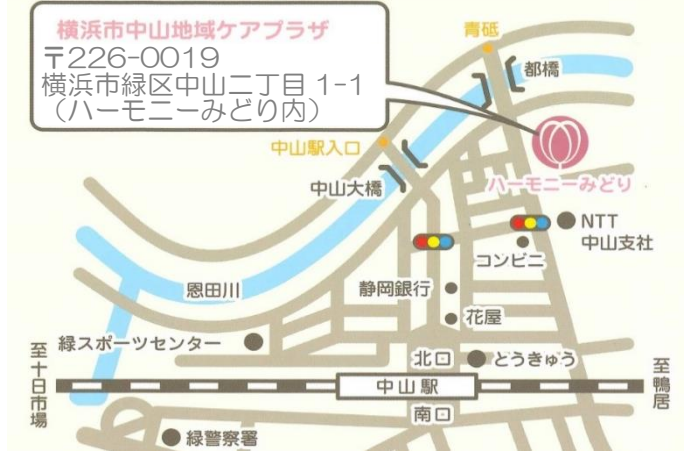 横浜市中山地域ケアプラザ
〒226-0019
横浜市緑区中山二丁目 1-1
（ハーモニーみどり内）
青砥
都橋
中山駅入口
中山大橋
ハーモニーみどり
NTT
中山支社
コンビニ
恩田川
静岡銀行
花屋
緑スポーツセンター
北口
とうきゅう
至十日市場
中山駅
至鴨居
南口
緑警察署